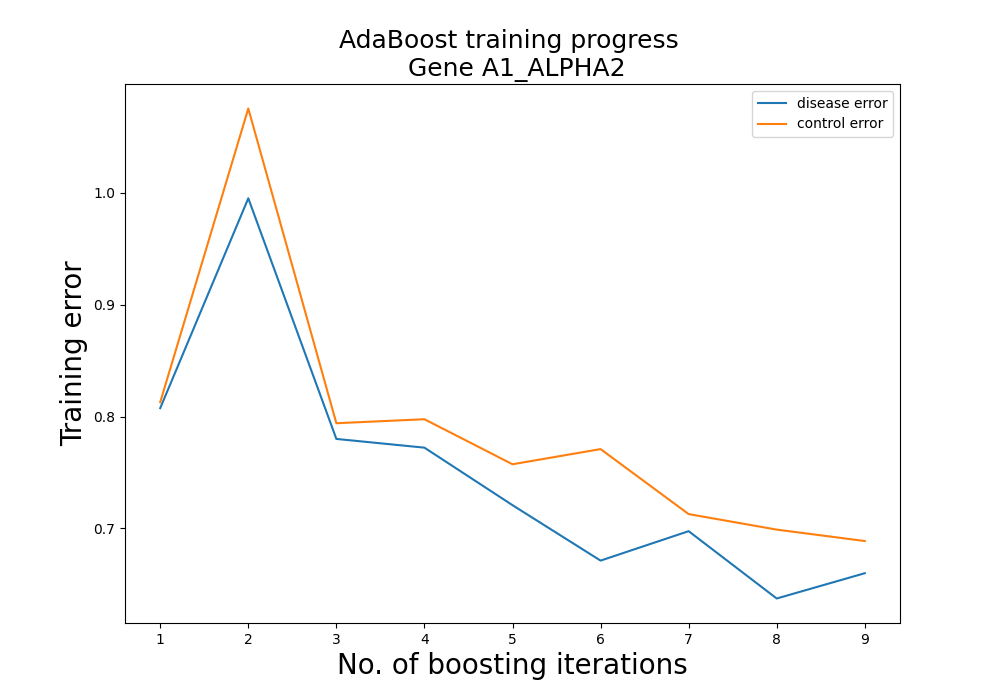 AdaBoost training progress
Gene A1_ALPHA2
disease error
control error
Training error
1.0
0.9
0.8
0.7
1 2 3 4 5 6 7 8 9
No. of boosting iterations